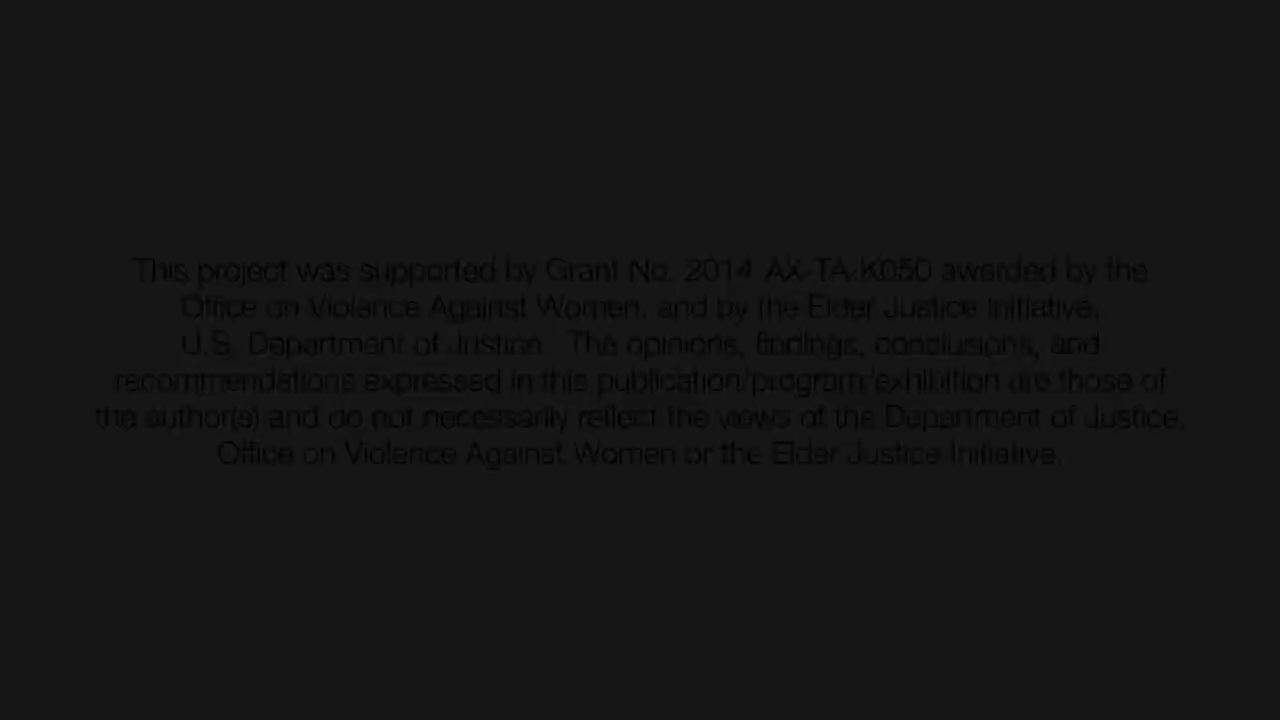 This project was supported by Grant No. 2014-AX-TA-K050 awarded by the
Office on Violence Against Women, and by the Elder Justice Initiative,
U.S. Department of Justice.  The opinions, findings, conclusions, and
recommendations expressed in this publication/program/exhibition are those of
the author(s) and do not necessarily reflect the views of the Department of Justice,
Office on Violence Against Women or the Elder Justice Initiative.